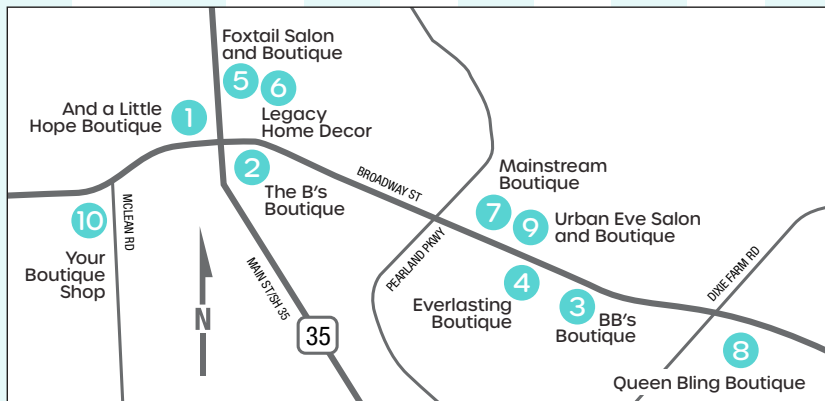 Foxtail Salon
and Boutique
5
6
And a Little
Hope Boutique
1
Legacy
Home Decor
2
The B's
Boutique
BROADWAY ST
Mainstream
Boutique
7
9
Urban Eve Salon
and Boutique
10
Your
Boutique
Shop
MCLEAN RD
N
MAIN ST/SH 35
35
PEARLAND PKWY
4
Everlasting
Boutique
3
BB's
Boutique
DIXIE FARM RD
8
Queen Bling Boutique